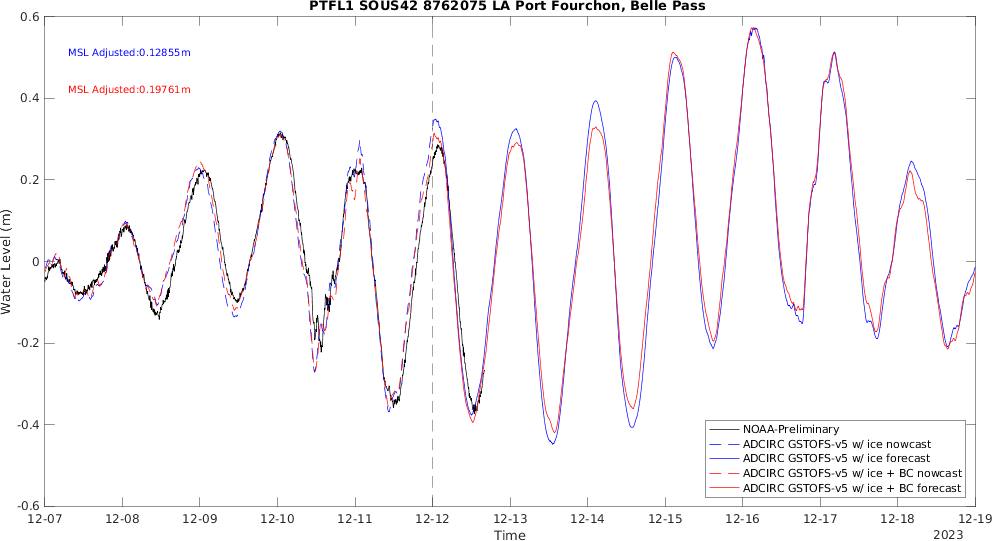 PTFL1 SOUS42 8762075 LA Port Fourchon, Belle Pass
0.6
MSL Adjusted:0.12855m
MSL Adjusted:0.19761m
0.4
0.2
Water Level (m)
0
-0.2
-0.4
-0.6
NOAA-Preliminary
ADCIRC GSTOFS-v5 w/ ice nowcast
ADCIRC GSTOFS-v5 w/ ice forecast
ADCIRC GSTOFS-v5 w/ ice + BC nowcast
ADCIRC GSTOFS-v5 w/ ice + BC forecast
12-07 12-08 12-09 12-10 12-11 12-12 12-13 12-14 12-15 12-16 12-17 12-18 12-19
Time
2023